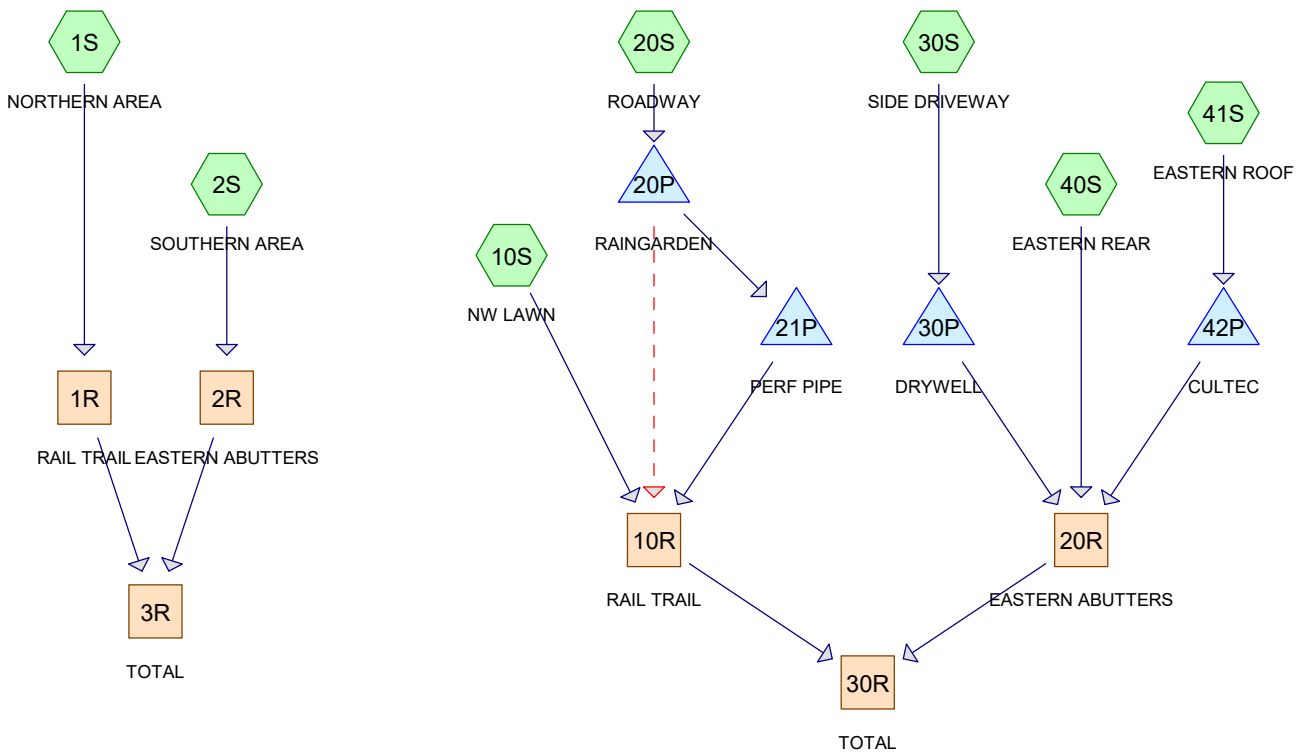 1S
NORTHERN AREA
2S
SOUTHERN AREA
1R
RAIL TRAIL
2R
EASTERN ABUTTERS
3R
TOTAL
20S
ROADWAY
20P
RAINGARDEN
10S
NW LAWN
21P
PERF PIPE
10R
RAIL TRAIL
30S
SIDE DRIVEWAY
30P
DRYWELL
40S
EASTERN REAR
41S
EASTERN ROOF
42P
CULTEC
20R
EASTERN ABUTTERS
30R
TOTAL